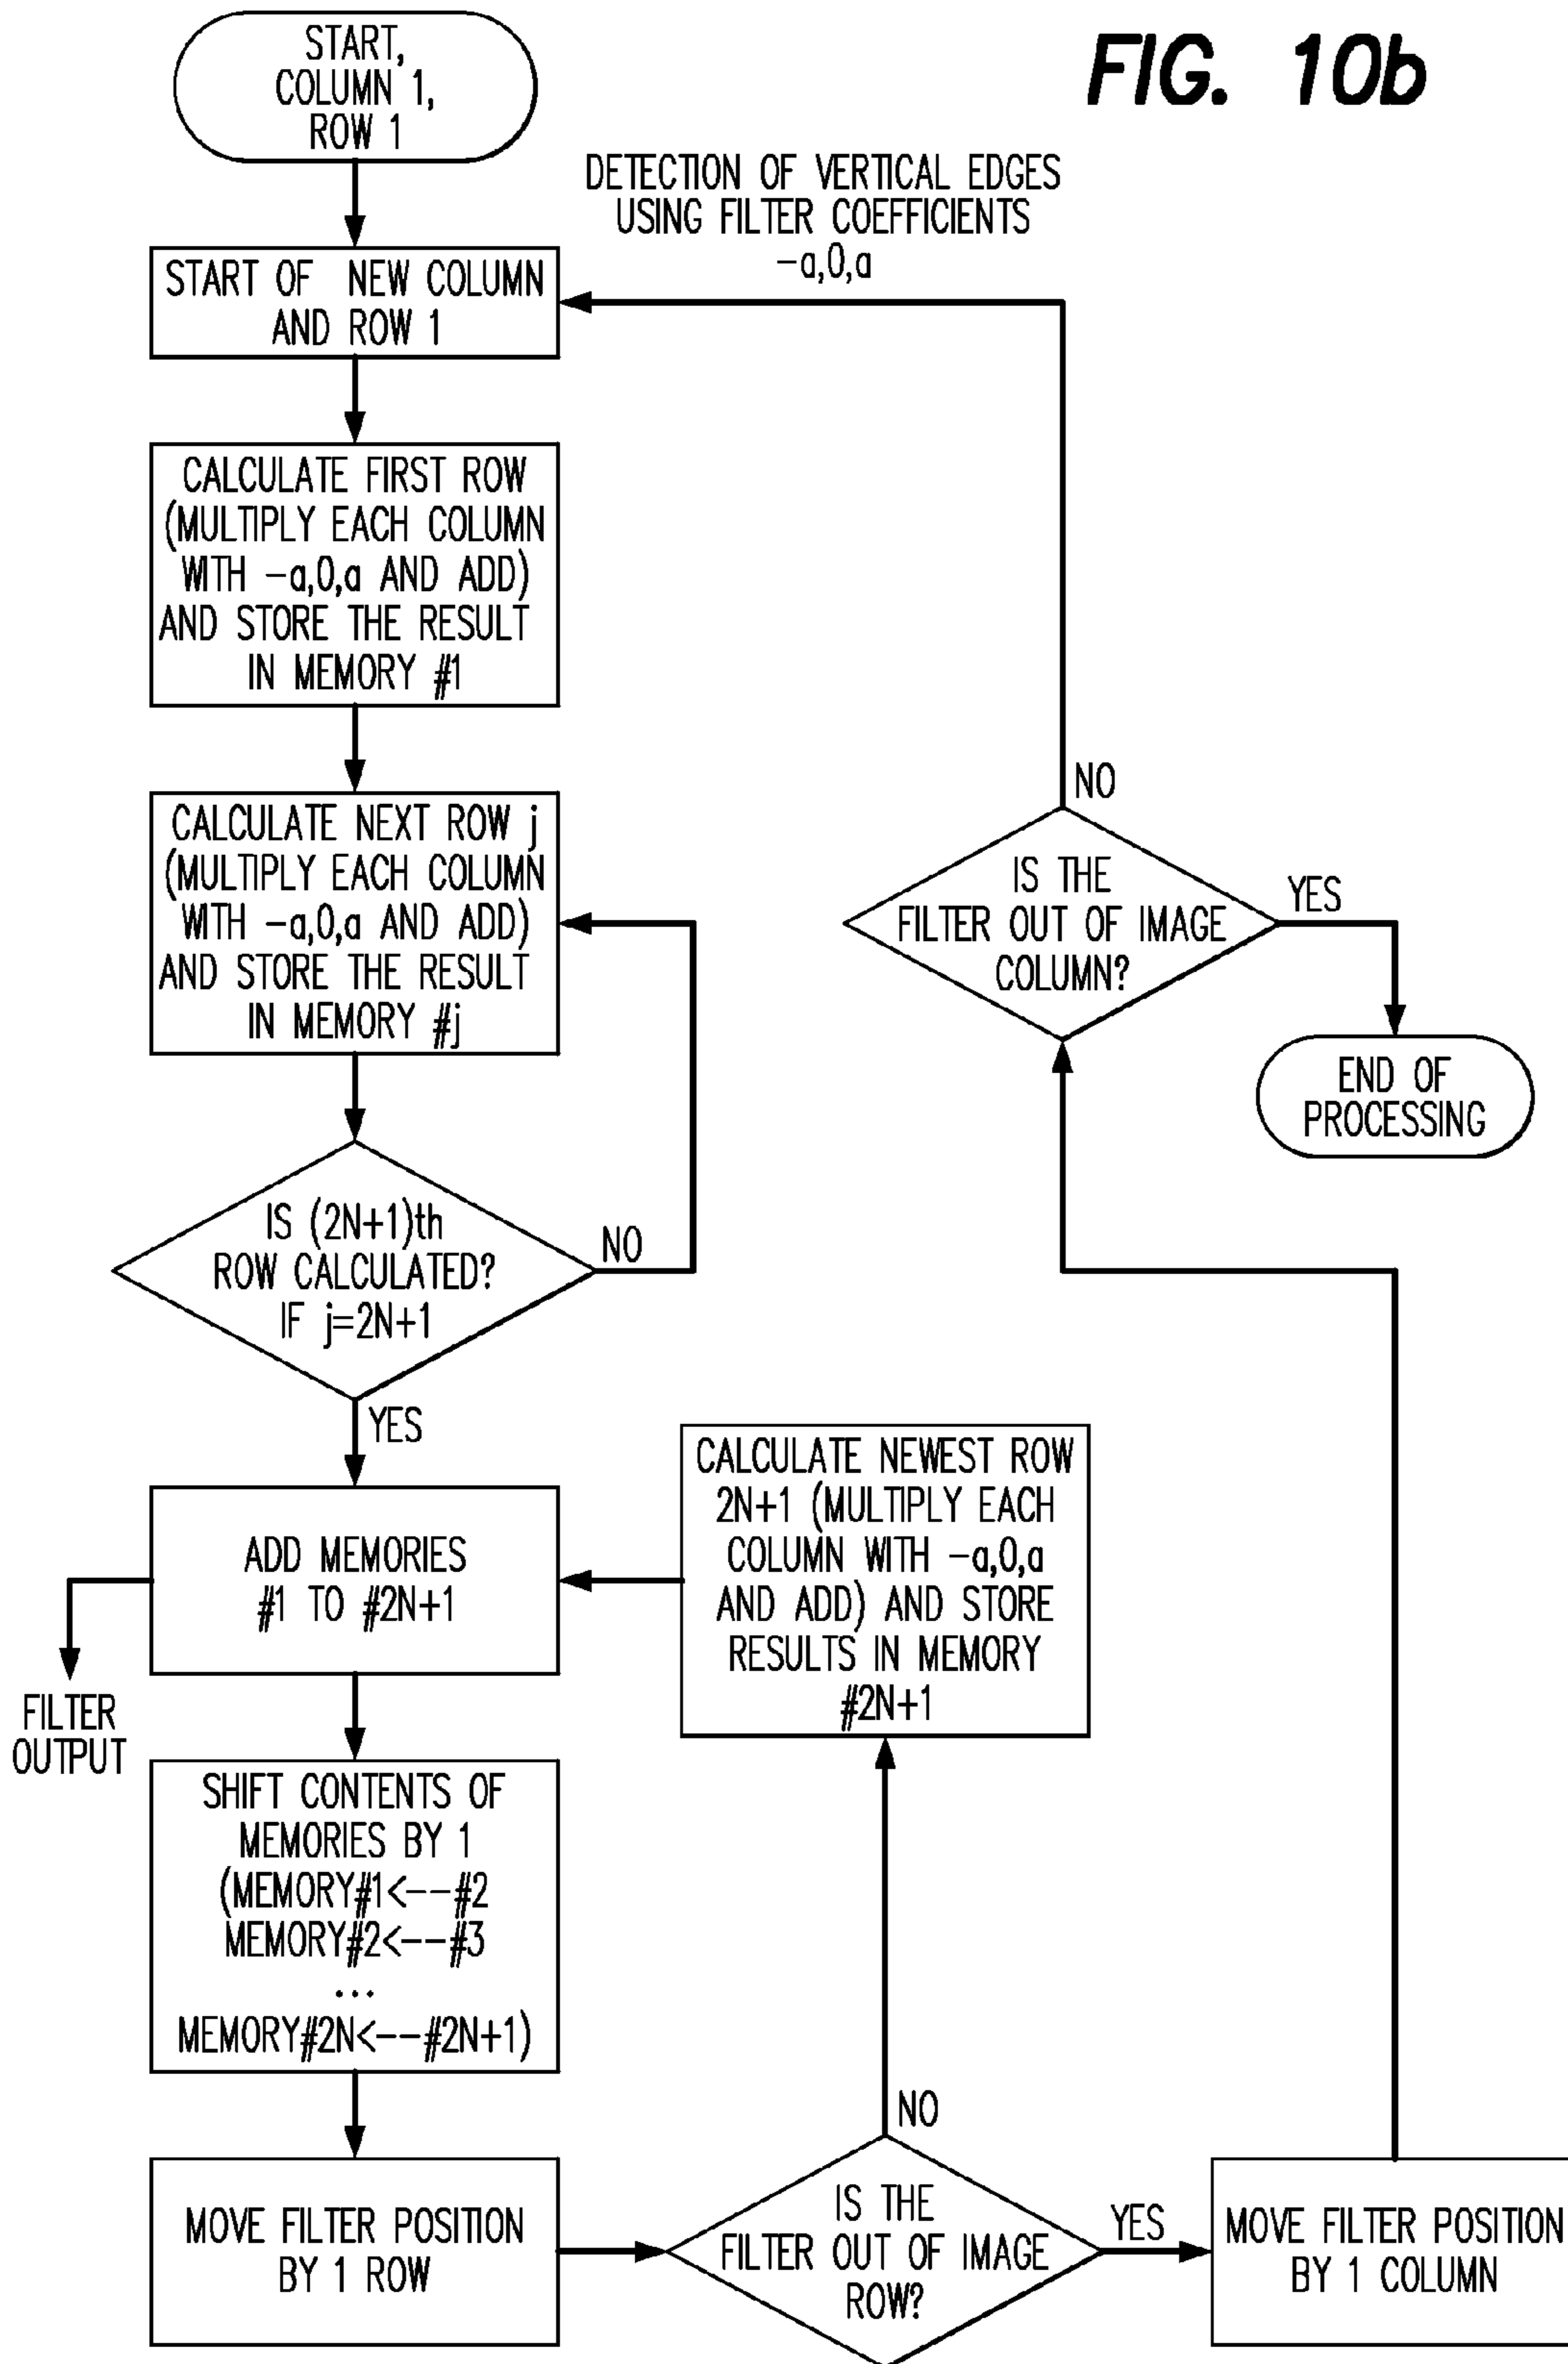 FIG. 10b
START,
COLUMN 1,
ROW 1
DETECTION OF VERTICAL EDGES
USING FILTER COEFFICIENTS
-a,0,a
START OF NEW COLUMN
AND ROW 1
CALCULATE FIRST ROW
(MULTIPLY EACH COLUMN
WITH -a,0,a AND ADD)
AND STORE THE RESULT
IN MEMORY #1
CALCULATE NEXT ROW j
(MULTIPLY EACH COLUMN
WITH -a,0,a AND ADD)
AND STORE THE RESULT
IN MEMORY #j
NO
IS THE
FILTER OUT OF IMAGE
COLUMN?
YES
END OF
PROCESSING
IS (2N+1)th
ROW CALCULATED?
IF j=2N+1
NO
YES
ADD MEMORIES
#1 TO #2N+1
CALCULATE NEWEST ROW
2N+1 (MULTIPLY EACH
COLUMN WITH -a,0,a
AND ADD) AND STORE
RESULTS IN MEMORY
#2N+1
FILTER
OUTPUT
SHIFT CONTENTS OF
MEMORIES BY 1
(MEMORY#1<--#2
MEMORY#2<--#3
...
MEMORY#2N<--#2N+1)
NO
MOVE FILTER POSITION
BY 1 ROW
IS THE
FILTER OUT OF IMAGE
ROW?
YES
MOVE FILTER POSITION
BY 1 COLUMN